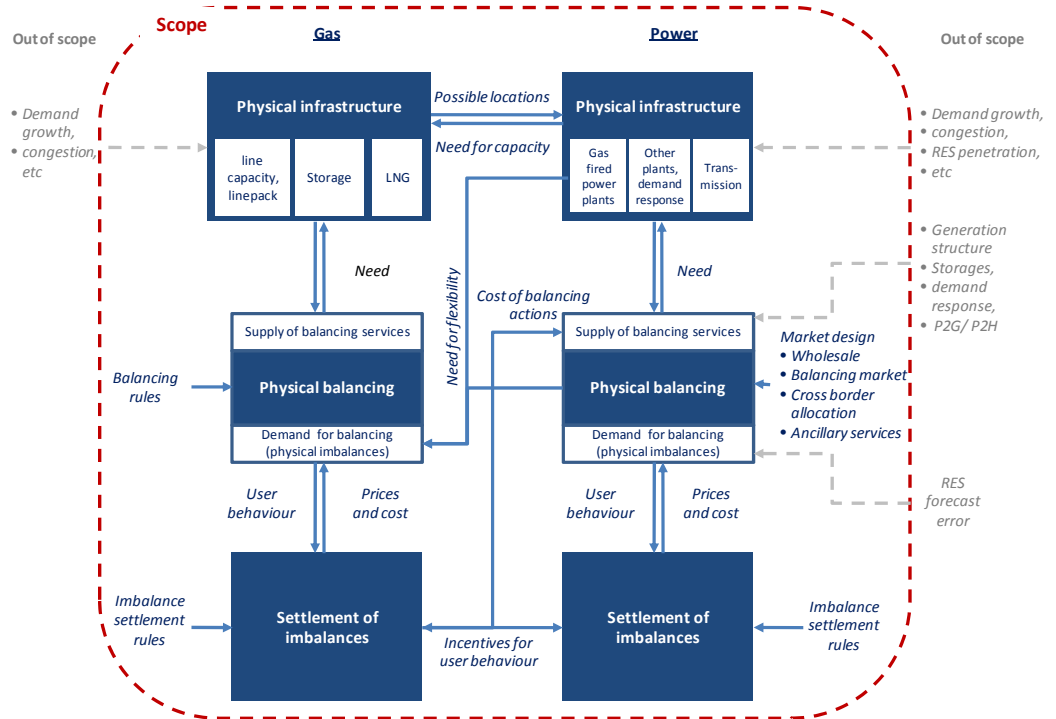 Scope
Gas
Power
Out of scope
Out of scope
• Demand
growth,
• congestion,
etc
Physical infrastructure
line
capacity,
linepack
Storage
LNG
Possible locations
Need for capacity
Physical infrastructure
Gas
fired
power
plants
Other
plants,
demand
response
Trans-
mission
• Demand growth,
• congestion,
• RES penetration,
• etc
• Generation
structure
• Storages,
• demand
response,
• P2G/ P2H
Need
Need
Cost of balancing
actions
Need for flexibility
Supply of balancing services
Physical balancing
Demand for balancing
(physical imbalances)
Supply of balancing services
Physical balancing
Demand for balancing
(physical imbalances)
Balancing
rules
Market design
• Wholesale
• Balancing market
• Cross border
allocation
• Ancillary services
RES
forecast
error
User
behaviour
Prices
and cost
User
behaviour
Prices
and cost
Imbalance
settlement
rules
Settlement of
imbalances
Incentives for
user behaviour
Settlement of
imbalances
Imbalance
settlement
rules